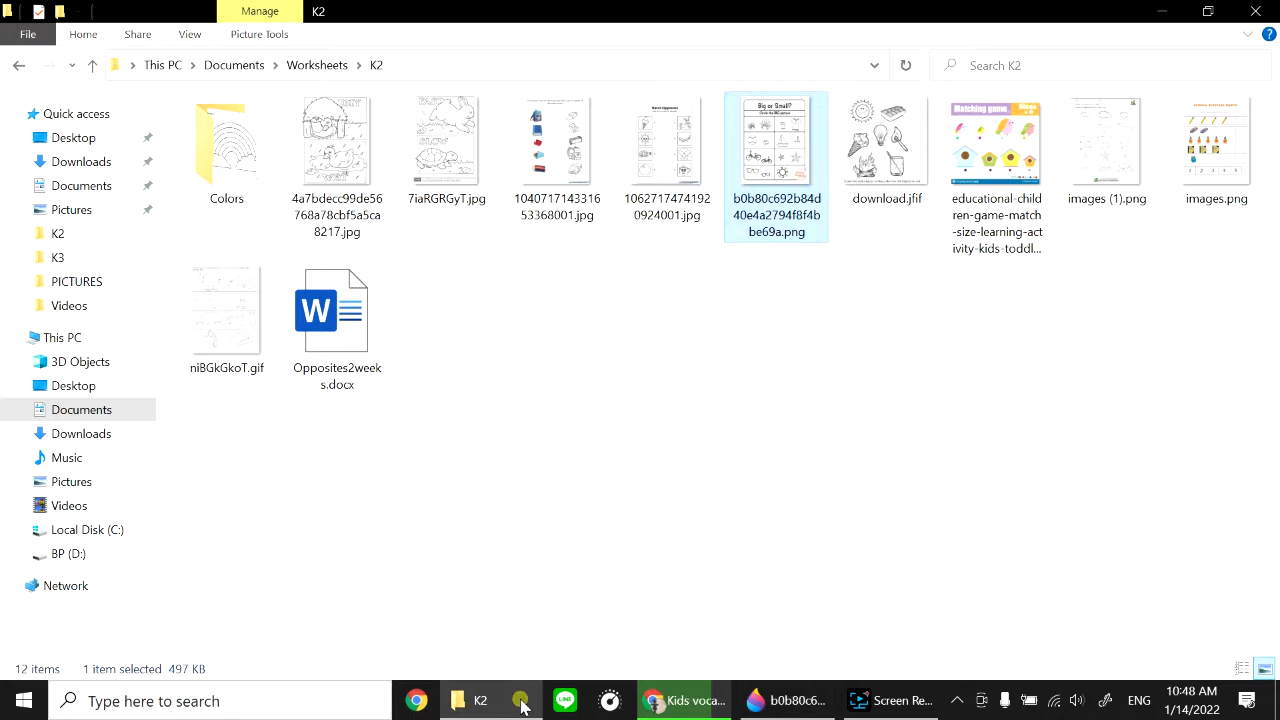 Manage
K2
File
Home
Share
View
Picture Tools
This PC
Documents
Worksheets
K2
Search K2
Quick access
Desktop
Downloads
Documents
Pictures
K2
K3
PICTURES
Videos
This PC
3D Objects
Desktop
Documents
Downloads
Music
Pictures
Videos
Local Disk (C:)
BP (D:)
Network
Big or Small?
Matching game
Colors
4a7bdcicc99de56
768a78cbf5a5ca
8217.jpg
7iaRGRGyT.jpg
1040717143316
53368001.jpg
1062717474192
0924001.jpg
b0b80c692b84d
40e4a2794f8f4b
be69a.png
download.jfif
educational-child
ren-game-match
-size-learning-act
ivity-kids-toddl...
images (1).png
images.png
niBGkGkoT.gif
W
Opposites2week
s.docx
12 items
1 item selected
497 KB
Type here to search
K2
LINE
Kids voca...
b0b80c6...
Screen Re...
ENG
10:48 AM
1/14/2022